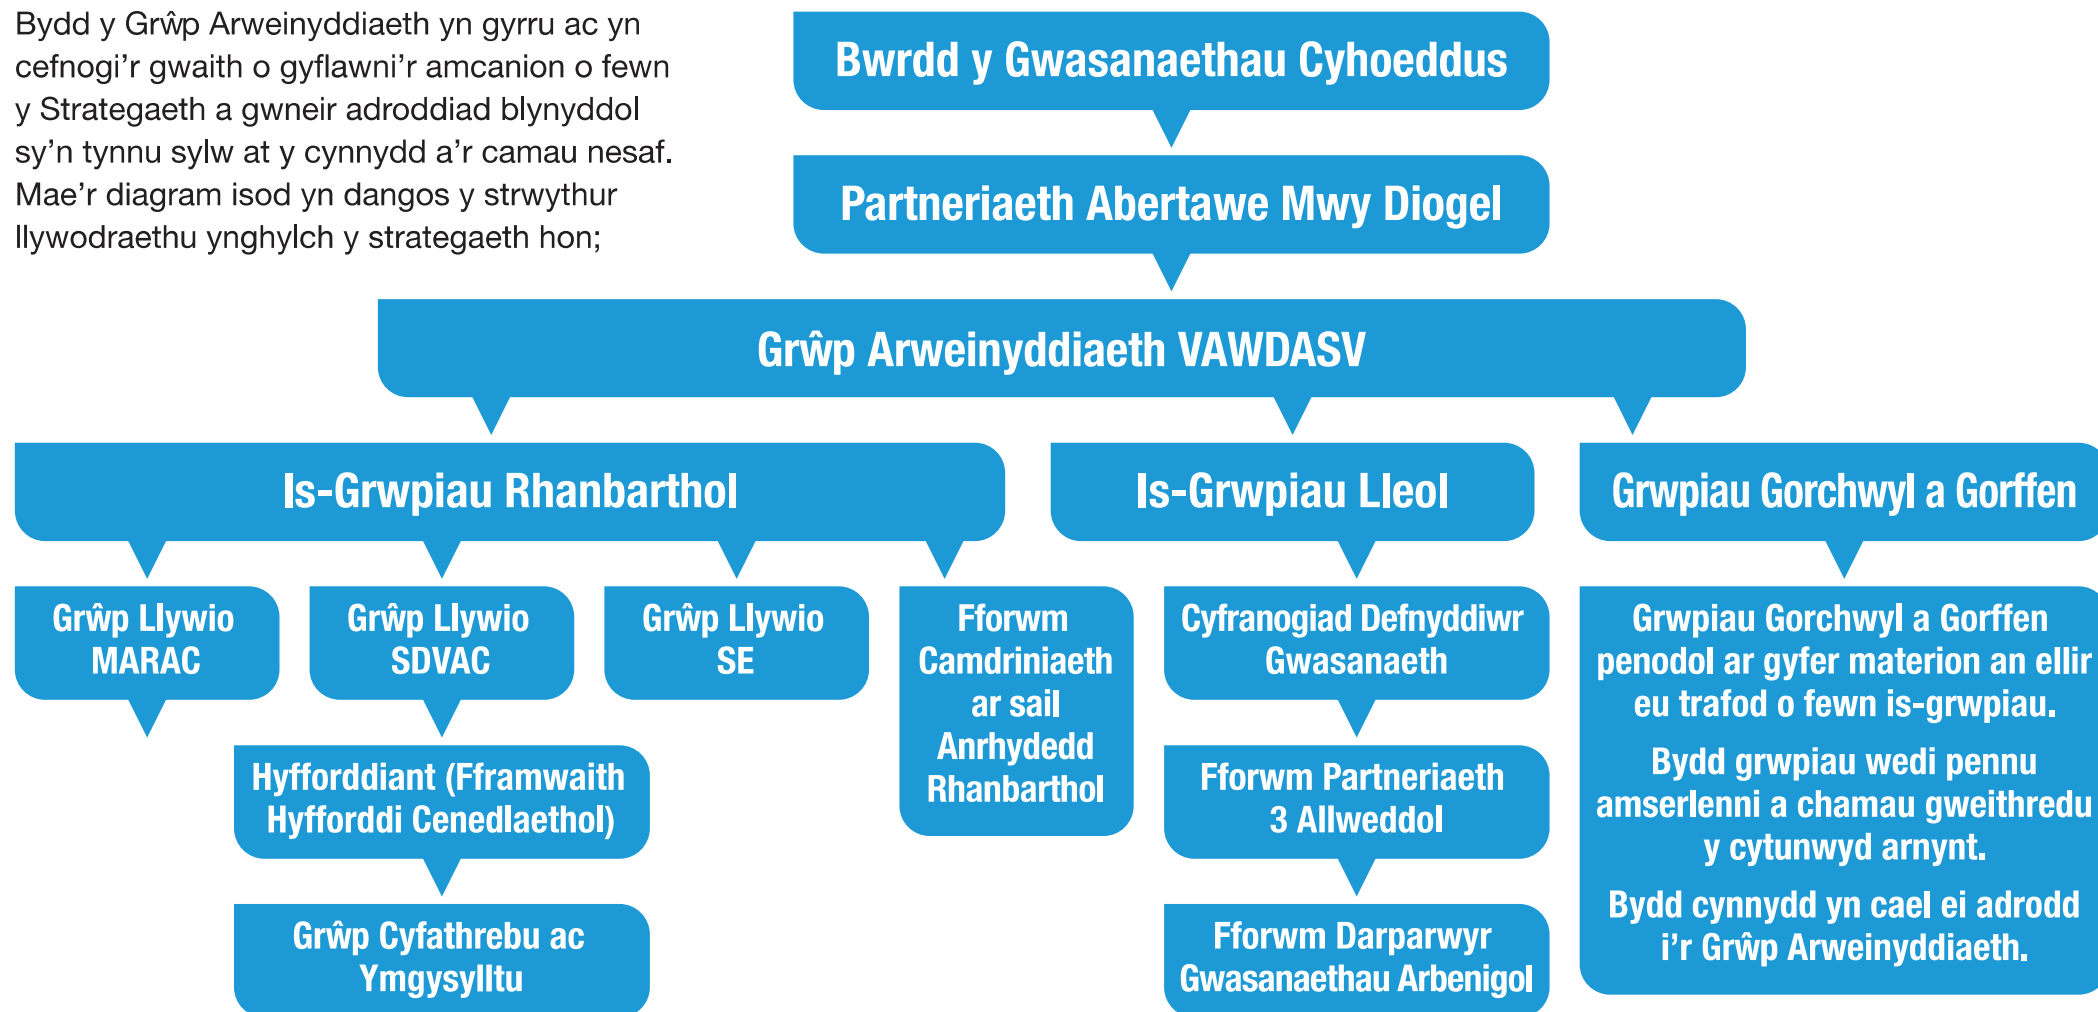 Bydd y Grŵp Arweinyddiaeth yn gyrru ac yn
cefnogi’r gwaith o gyflawni’r amcanion o fewn
y Strategaeth a gwneir adroddiad blynyddol
sy’n tynnu sylw at y cynnydd a’r camau nesaf.
Mae’r diagram isod yn dangos y strwythur
llywodraethu ynghylch y strategaeth hon;
Bwrdd y Gwasanaethau Cyhoeddus
Partneriaeth Abertawe Mwy Diogel
Grŵp Arweinyddiaeth VAWDASV
Is-Grwpiau Rhanbarthol
Is-Grwpiau Lleol
Grwpiau Gorchwyl a Gorffen
Grŵp Llywio
MARAC
Grŵp Llywio
SDVAC
Grŵp Llywio
SE
Fforwm
Camdriniaeth
ar sail
Anrhydedd
Rhanbarthol
Hyfforddiant (Fframwaith
Hyfforddi Cenedlaethol)
Grŵp Cyfathrebu ac
Ymgysylltu
Cyfranogiad Defnyddiwr
Gwasanaeth
Fforwm Partneriaeth
3 Allweddol
Fforwm Darparwyr
Gwasanaethau Arbenigol
Grwpiau Gorchwyl a Gorffen
penodol ar gyfer materion an ellir
eu trafod o fewn is-grwpiau.
Bydd grwpiau wedi pennu
amserlenni a chamau gweithredu
y cytunwyd arnynt.
Bydd cynnydd yn cael ei adrodd
i’r Grŵp Arweinyddiaeth.